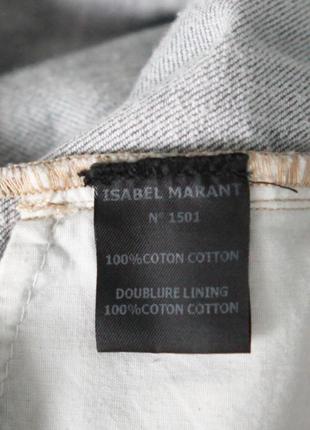 ISABEL MARANT
N° 1501
100%COTON COTTON
DOUBLURE LINING
100%COTON COTTON